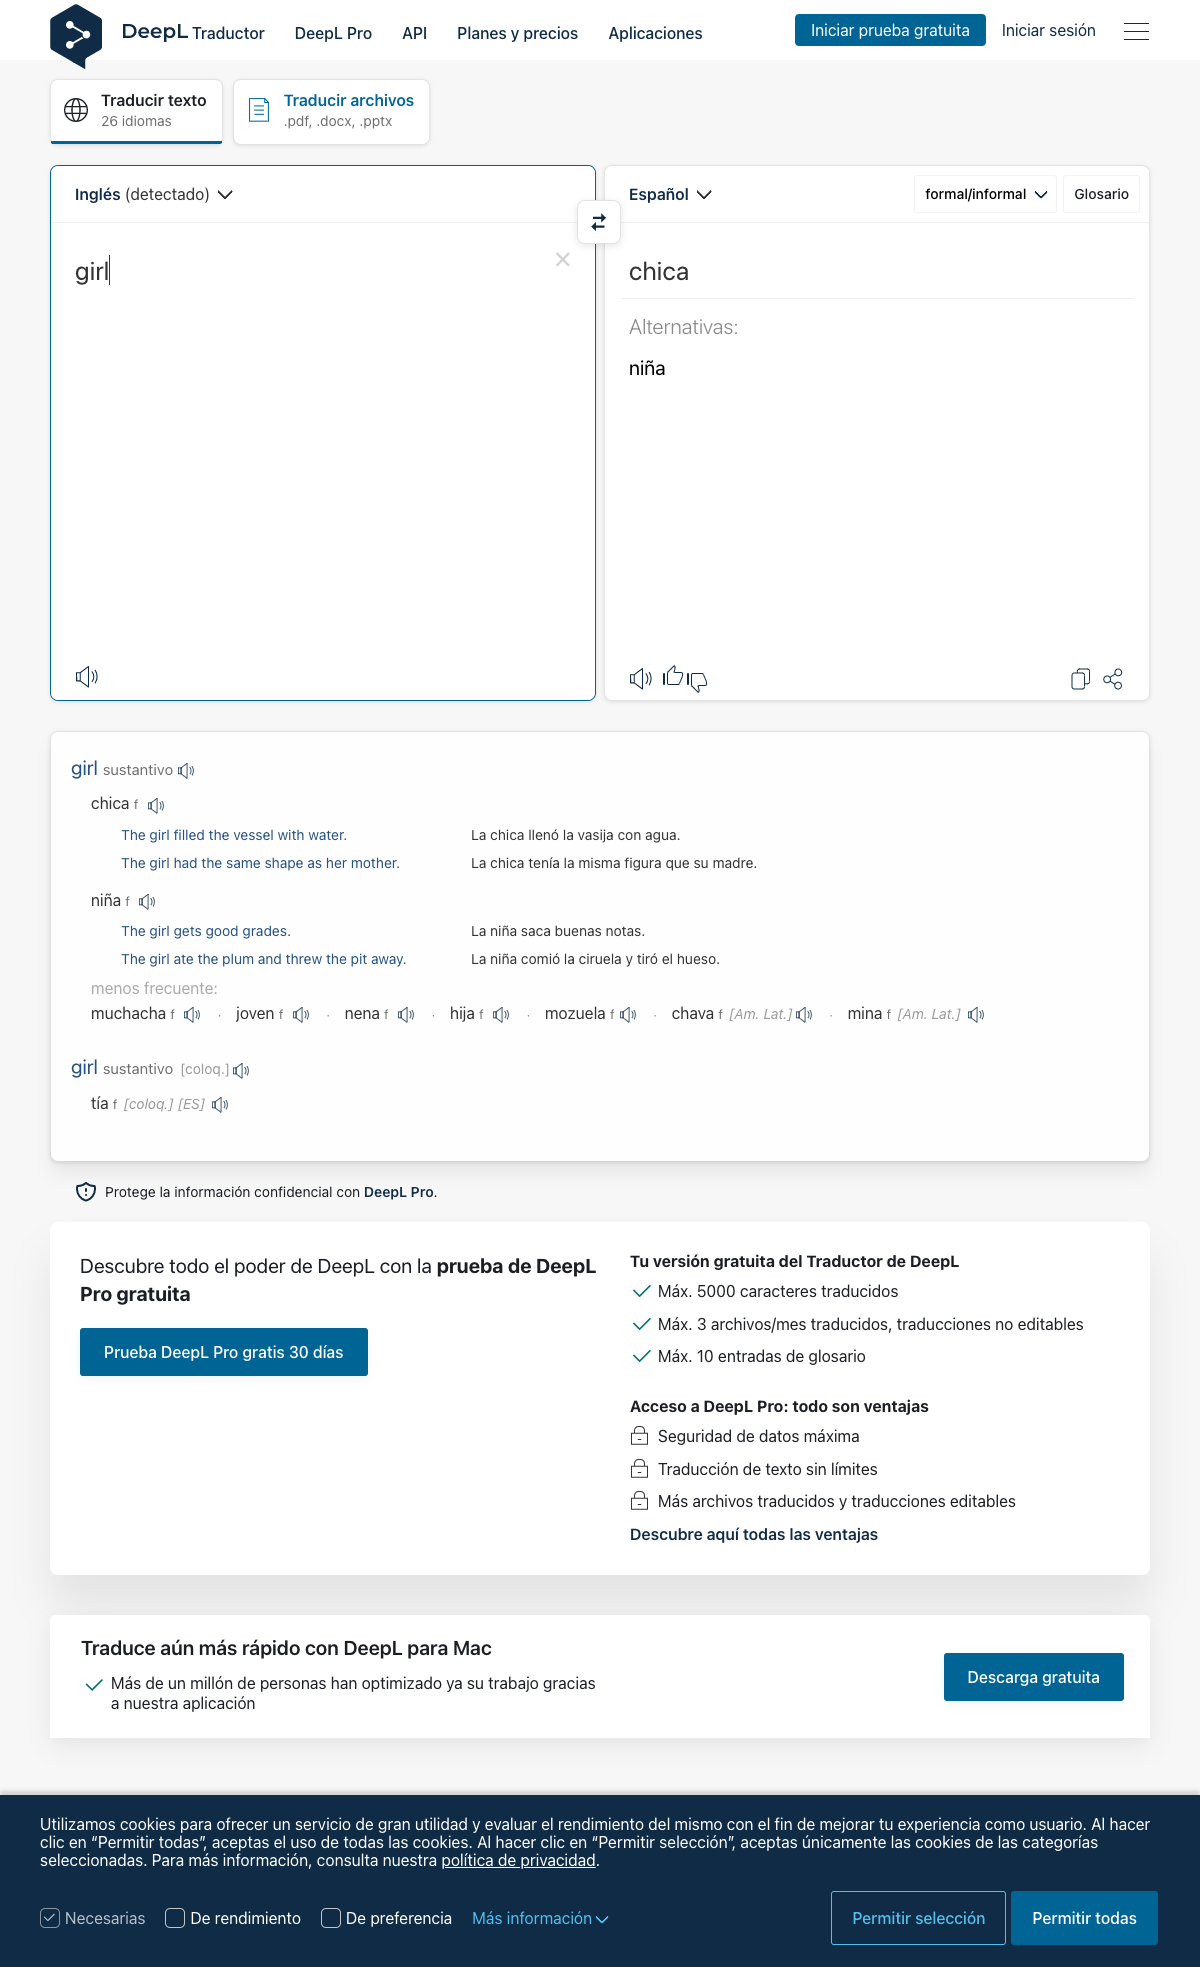 DeepL Traductor DeepL Pro API Planes y precios Aplicaciones Iniciar prueba gratuita Iniciar sesión
Traducir texto
26 idiomas
Traducir archivos
.pdf, .docx, .pptx
Inglés (detectado)
Español formal/informal Glosario
girl
chica
Alternativas:
niña
girl sustantivo
chica f
The girl filled the vessel with water. La chica llenó la vasija con agua.
The girl had the same shape as her mother. La chica tenía la misma figura que su madre.
niña f
The girl gets good grades. La niña saca buenas notas.
The girl ate the plum and threw the pit away. La niña comió la ciruela y tiró el hueso.
menos frecuente:
muchacha f · joven f · nena f · hija f · mozuela f · chava f [Am. Lat.] · mina f [Am. Lat.]
girl sustantivo [coloq.]
tía f [coloq.] [ES]
Protege la información confidencial con DeepL Pro.
Descubre todo el poder de DeepL con la prueba de DeepL
Pro gratuita
Prueba DeepL Pro gratis 30 días
Tu versión gratuita del Traductor de DeepL
Máx. 5000 caracteres traducidos
Máx. 3 archivos/mes traducidos, traducciones no editables
Máx. 10 entradas de glosario
Acceso a DeepL Pro: todo son ventajas
Seguridad de datos máxima
Traducción de texto sin límites
Más archivos traducidos y traducciones editables
Descubre aquí todas las ventajas
Traduce aún más rápido con DeepL para Mac
Más de un millón de personas han optimizado ya su trabajo gracias
a nuestra aplicación
Descarga gratuita
Utilizamos cookies para ofrecer un servicio de gran utilidad y evaluar el rendimiento del mismo con el fin de mejorar tu experiencia como usuario. Al hacer
clic en “Permitir todas”, aceptas el uso de todas las cookies. Al hacer clic en “Permitir selección”, aceptas únicamente las cookies de las categorías
seleccionadas. Para más información, consulta nuestra política de privacidad.
Necesarias De rendimiento De preferencia Más información Permitir selección Permitir todas